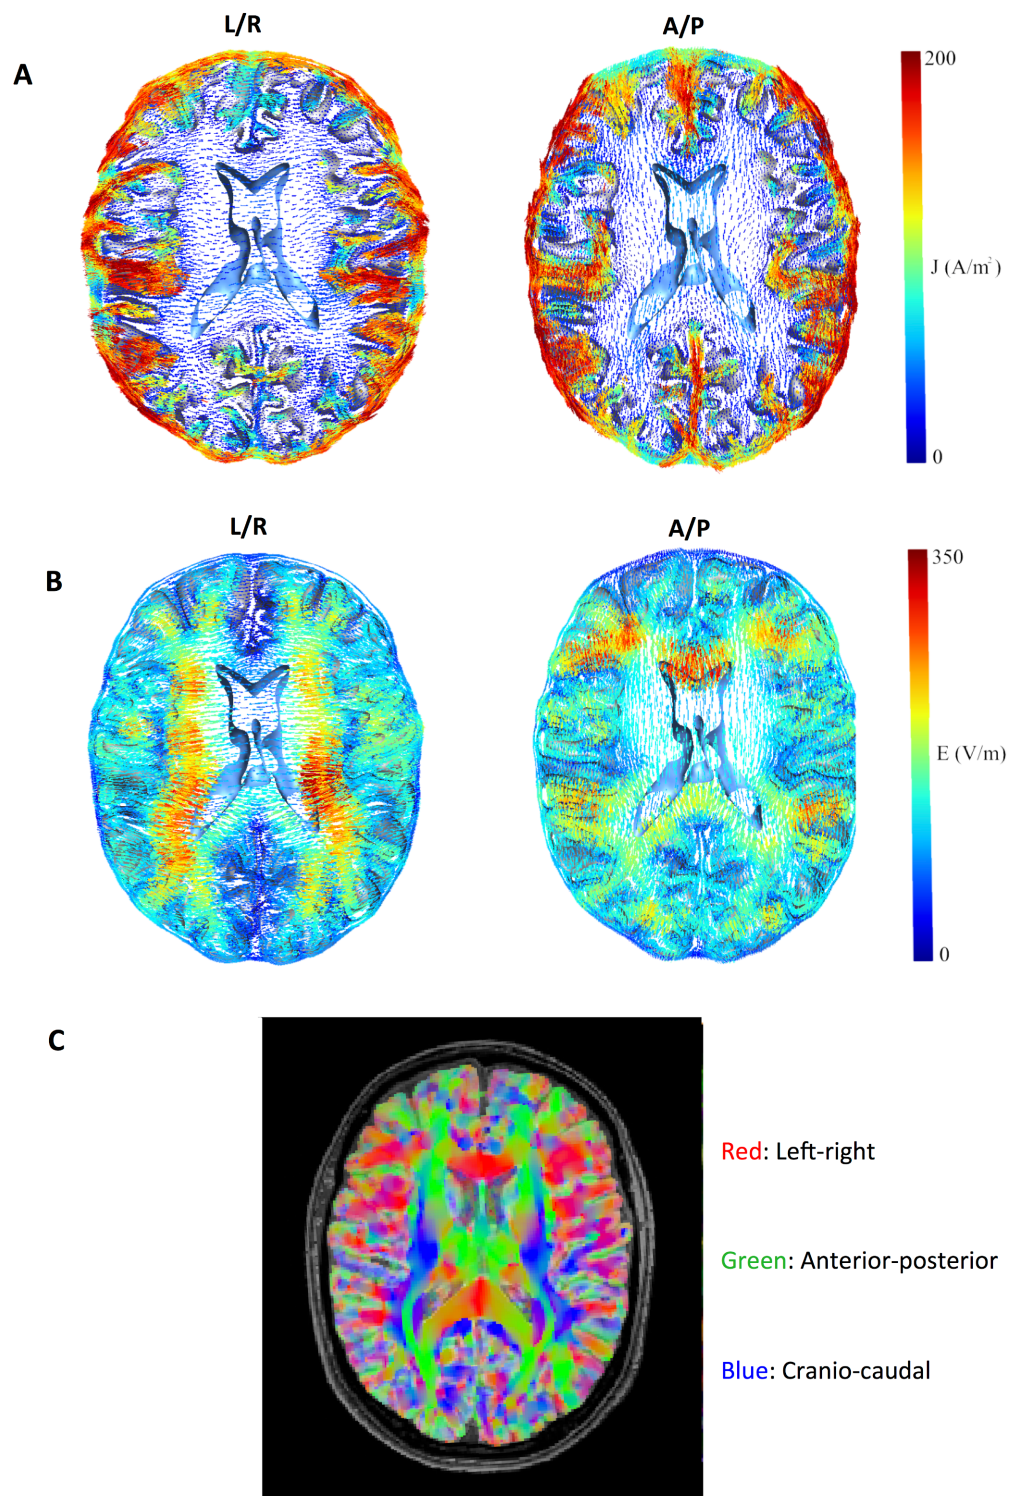 L/R
A/P
A
200
J (A/m²)
0
L/R
A/P
B
350
E (V/m)
0
C
Red: Left-right
Green: Anterior-posterior
Blue: Cranio-caudal